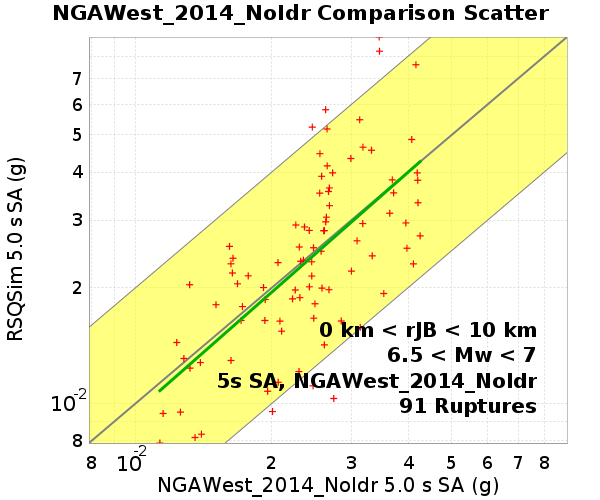 NGAWest_2014_NoIdr Comparison Scatter
RSQSim 5.0 s SA (g)
7
6
5
4
3
2
10-2
8
0 km < rJB < 10 km
6.5 < Mw < 7
5s SA, NGAWest_2014_NoIdr
91 Ruptures
8 10-2 2 3 4 5 6 7 8
NGAWest_2014_NoIdr 5.0 s SA (g)